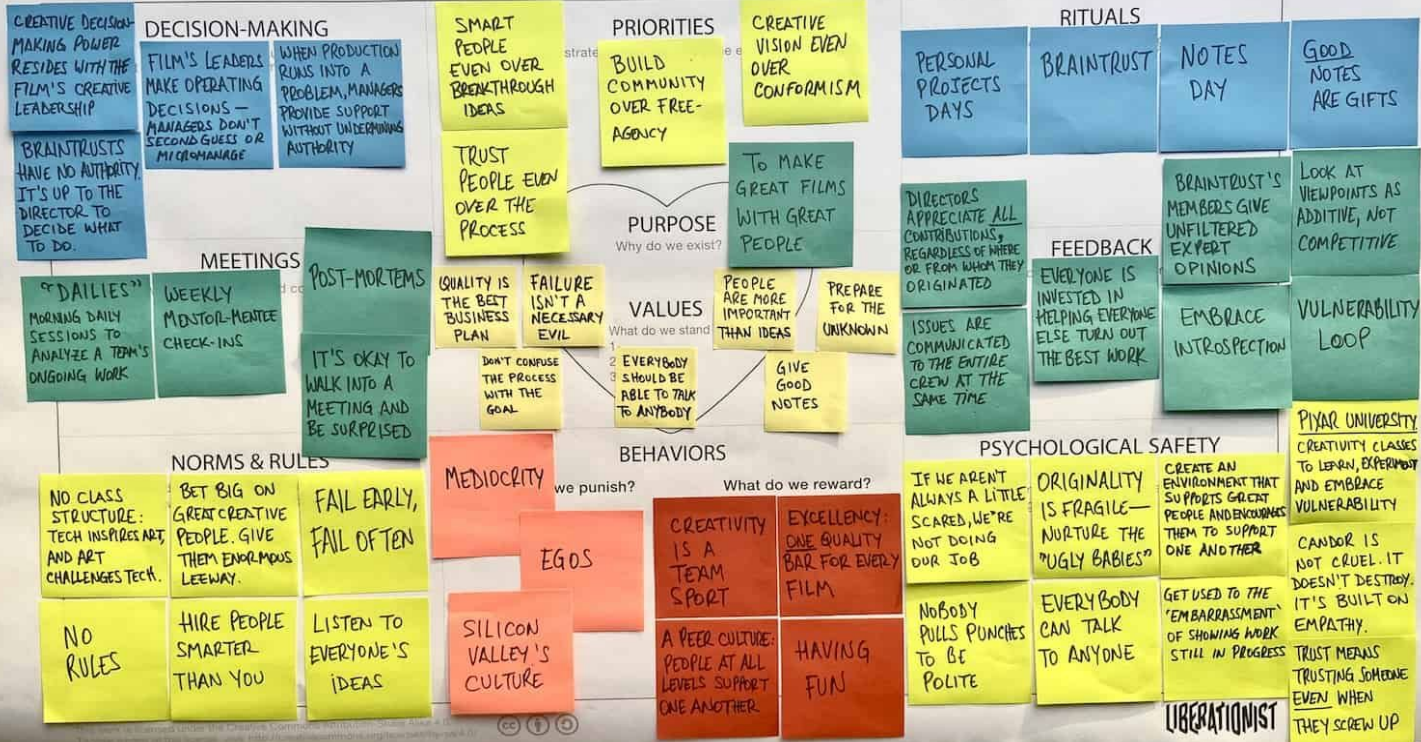 DECISION-MAKING
CREATIVE DECISION-
MAKING POWER
RESIDES WITH THE
FILM'S CREATIVE
LEADERSHIP
FILM'S LEADERS
MAKE OPERATING
DECISIONS —
MANAGERS DON'T
SECOND GUESS OR
MICROMANAGE
WHEN PRODUCTION
RUNS INTO A
PROBLEM, MANAGERS
PROVIDE SUPPORT
WITHOUT UNDERMINING
AUTHORITY
BRAINTRUSTS
HAVE NO AUTHORITY.
IT'S UP TO THE
DIRECTOR TO
DECIDE WHAT
TO DO.
PRIORITIES
SMART
PEOPLE
EVEN OVER
BREAKTHROUGH
IDEAS
BUILD
COMMUNITY
OVER FREE-
AGENCY
CREATIVE
VISION EVEN
OVER
CONFORMISM
TRUST
PEOPLE EVEN
OVER THE
PROCESS
RITUALS
PERSONAL
PROJECTS
DAYS
BRAINTRUST
NOTES
DAY
GOOD
NOTES
ARE GIFTS
PURPOSE
Why do we exist?
TO MAKE
GREAT FILMS
WITH GREAT
PEOPLE
MEETINGS
"DAILIES"
MORNING DAILY
SESSIONS TO
ANALYZE A TEAM'S
ONGOING WORK
WEEKLY
MENTOR-MENTEE
CHECK-INS
POST-MORTEMS
IT'S OKAY TO
WALK INTO A
MEETING AND
BE SURPRISED
VALUES
What do we stand
QUALITY IS
THE BEST
BUSINESS
PLAN
FAILURE
ISN'T A
NECESSARY
EVIL
PEOPLE
ARE MORE
IMPORTANT
THAN IDEAS
PREPARE
FOR THE
UNKNOWN
DON'T CONFUSE
THE PROCESS
WITH THE
GOAL
EVERYBODY
SHOULD BE
ABLE TO TALK
TO ANYBODY
GIVE
GOOD
NOTES
FEEDBACK
DIRECTORS
APPRECIATE ALL
CONTRIBUTIONS,
REGARDLESS OF WHERE
OR FROM WHOM THEY
ORIGINATED
BRAINTRUST'S
MEMBERS GIVE
UNFILTERED
EXPERT
OPINIONS
LOOK AT
VIEWPOINTS AS
ADDITIVE, NOT
COMPETITIVE
ISSUES ARE
COMMUNICATED
TO THE ENTIRE
CREW AT THE
SAME TIME
EVERYONE IS
INVESTED IN
HELPING EVERYONE
ELSE TURN OUT
THE BEST WORK
EMBRACE
INTROSPECTION
VULNERABILITY
LOOP
NORMS & RULES
NO CLASS
STRUCTURE:
TECH INSPIRES ART,
AND ART
CHALLENGES TECH.
BET BIG ON
GREAT CREATIVE
PEOPLE. GIVE
THEM ENORMOUS
LEEWAY.
FAIL EARLY,
FAIL OFTEN
NO
RULES
HIRE PEOPLE
SMARTER
THAN YOU
LISTEN TO
EVERYONE'S
IDEAS
BEHAVIORS
we punish?
What do we reward?
MEDIOCRITY
EGOS
SILICON
VALLEY'S
CULTURE
CREATIVITY
IS A
TEAM
SPORT
EXCELLENCY:
ONE QUALITY
BAR FOR EVERY
FILM
A PEER CULTURE:
PEOPLE AT ALL
LEVELS SUPPORT
ONE ANOTHER
HAVING
FUN
PSYCHOLOGICAL SAFETY
IF WE AREN'T
ALWAYS A LITTLE
SCARED, WE'RE
NOT DOING
OUR JOB
ORIGINALITY
IS FRAGILE—
NURTURE THE
"UGLY BABIES"
CREATE AN
ENVIRONMENT THAT
SUPPORTS GREAT
PEOPLE AND ENCOURAGES
THEM TO SUPPORT
ONE ANOTHER
PIXAR UNIVERSITY
CREATIVITY CLASSES
TO LEARN, EXPERIMENT
AND EMBRACE
VULNERABILITY
NOBODY
PULLS PUNCHES
TO BE
POLITE
EVERYBODY
CAN TALK
TO ANYONE
GET USED TO THE
'EMBARRASSMENT'
OF SHOWING WORK
STILL IN PROGRESS
CANDOR IS
NOT CRUEL. IT
DOESN'T DESTROY.
IT'S BUILT ON
EMPATHY.
TRUST MEANS
TRUSTING SOMEONE
EVEN WHEN
THEY SCREW UP
LIBERATIONIST
cc